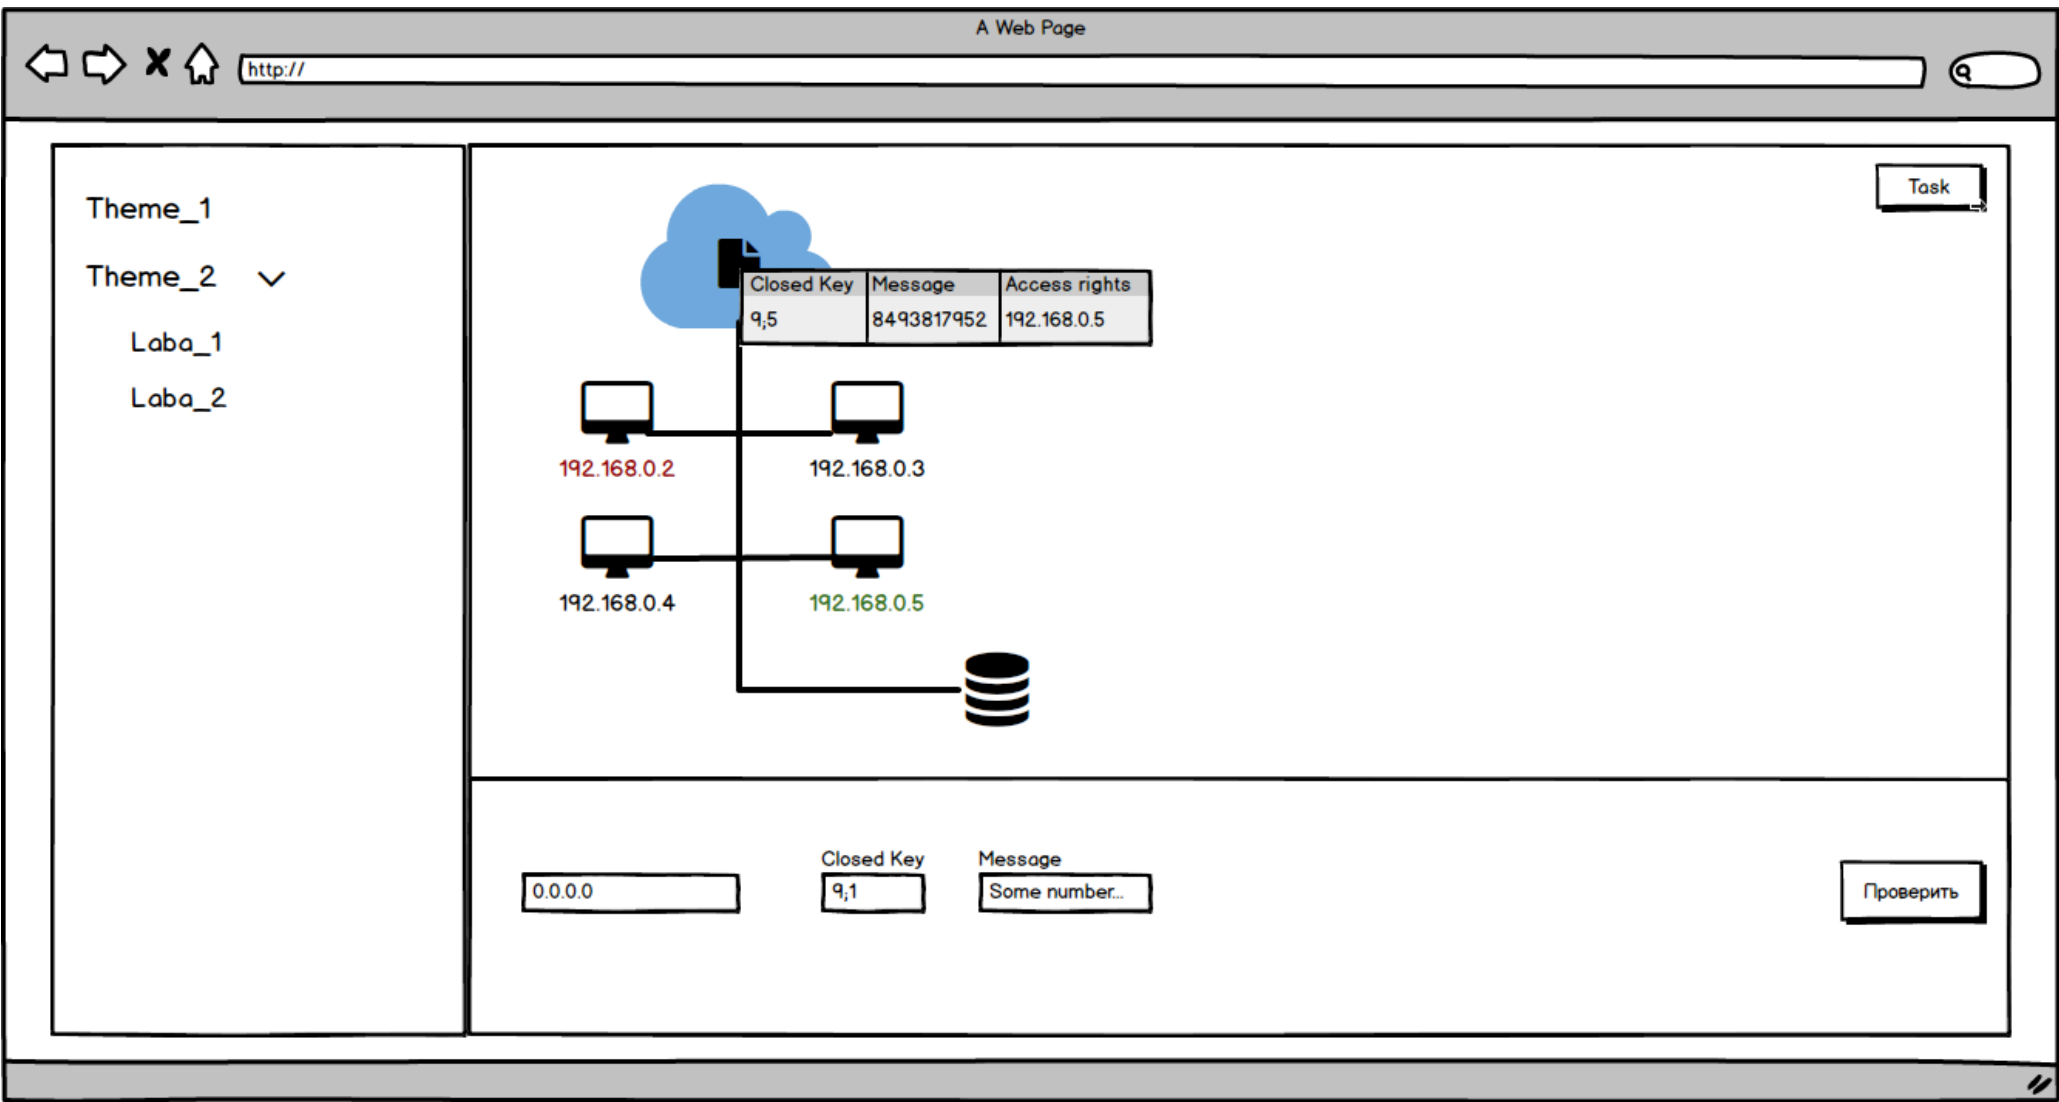 A Web Page
http://
Theme_1
Theme_2
Laba_1
Laba_2
Task
Closed Key Message Access rights
9;5 8493817952 192.168.0.5
192.168.0.2 192.168.0.3
192.168.0.4 192.168.0.5
Closed Key Message
0.0.0.0 9;1 Some number... Проверить